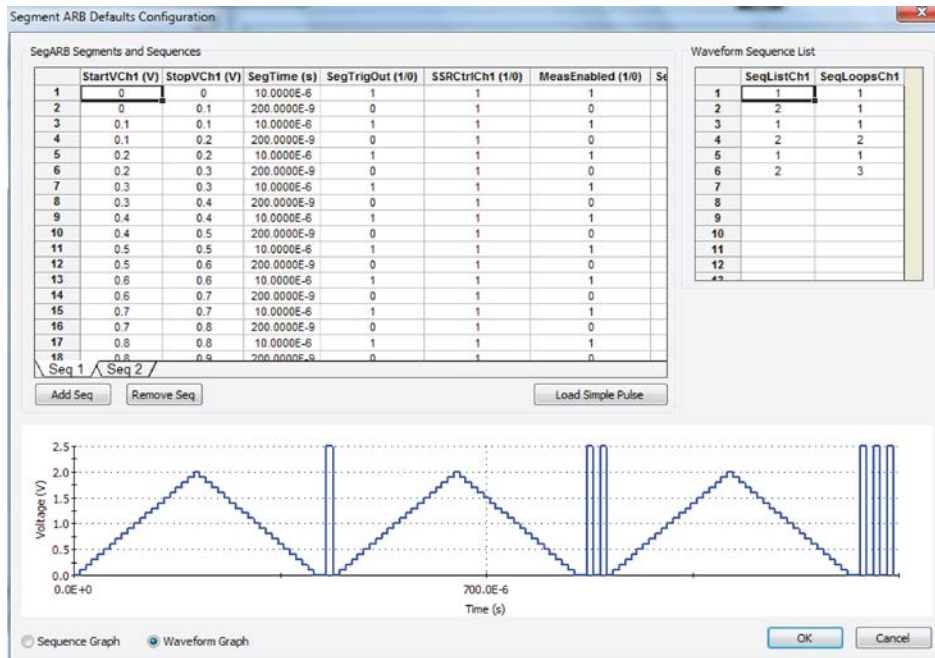 Segment ARB Defaults Configuration
SegARB Segments and Sequences
StartVCh1 (V) StopVCh1 (V) SegTime (s) SegTrigOut (1/0) SSRCtrlCh1 (1/0) MeasEnabled (1/0) Se
1 0 0 10.0000E-6 1 1 1
2 0 0.1 200.0000E-9 0 1 0
3 0.1 0.1 10.0000E-6 1 1 1
4 0.1 0.2 200.0000E-9 0 1 0
5 0.2 0.2 10.0000E-6 1 1 1
6 0.2 0.3 200.0000E-9 0 1 0
7 0.3 0.3 10.0000E-6 1 1 1
8 0.3 0.4 200.0000E-9 0 1 0
9 0.4 0.4 10.0000E-6 1 1 1
10 0.4 0.5 200.0000E-9 0 1 0
11 0.5 0.5 10.0000E-6 1 1 1
12 0.5 0.6 200.0000E-9 0 1 0
13 0.6 0.6 10.0000E-6 1 1 1
14 0.6 0.7 200.0000E-9 0 1 0
15 0.7 0.7 10.0000E-6 1 1 1
16 0.7 0.8 200.0000E-9 0 1 0
17 0.8 0.8 10.0000E-6 1 1 1
18 0.8 0.9 200.0000E-9 0 1 0
Seq 1 Seq 2
Add Seq Remove Seq Load Simple Pulse
Waveform Sequence List
SeqListCh1 SeqLoopsCh1
1 1 1
2 2 1
3 1 1
4 2 2
5 1 1
6 2 3
7
8
9
10
11
12
13
2.5
2.0
1.5
1.0
0.5
0.0
Voltage (V)
0.0E+0 700.0E-6
Time (s)
Sequence Graph Waveform Graph OK Cancel